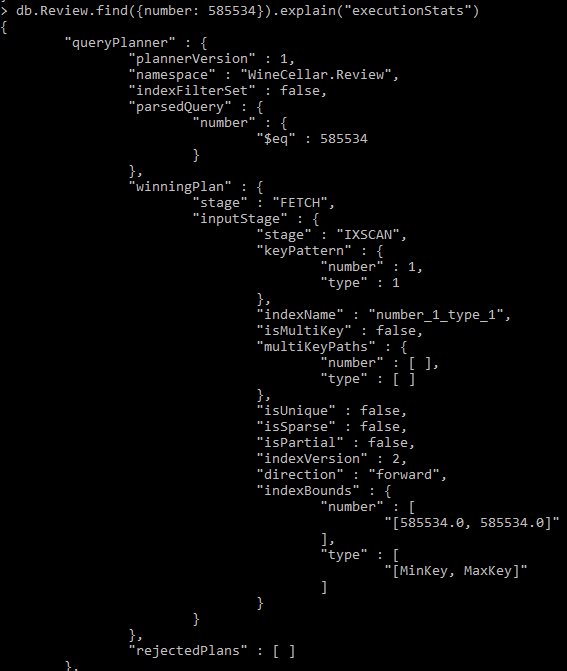 > db.Review.find({number: 585534}).explain("executionStats")
{
"queryPlanner" : {
"plannerVersion" : 1,
"namespace" : "WineCellar.Review",
"indexFilterSet" : false,
"parsedQuery" : {
"number" : {
"$eq" : 585534
}
},
"winningPlan" : {
"stage" : "FETCH",
"inputStage" : {
"stage" : "IXSCAN",
"keyPattern" : {
"number" : 1,
"type" : 1
},
"indexName" : "number_1_type_1",
"isMultiKey" : false,
"multiKeyPaths" : {
"number" : [ ],
"type" : [ ]
},
"isUnique" : false,
"isSparse" : false,
"isPartial" : false,
"indexVersion" : 2,
"direction" : "forward",
"indexBounds" : {
"number" : [
"[585534.0, 585534.0]"
],
"type" : [
"[MinKey, MaxKey]"
]
}
}
},
"rejectedPlans" : [ ]
},